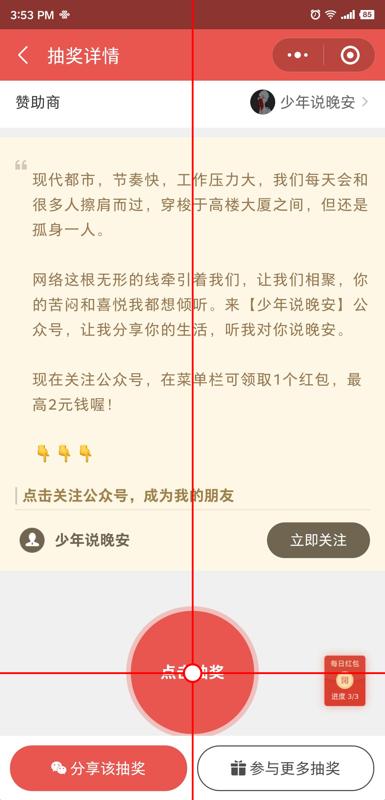 3:53 PM
85
抽奖详情
赞助商
少年说晚安
现代都市，节奏快，工作压力大，我们每天会和
很多人擦肩而过，穿梭于高楼大厦之间，但还是
孤身一人。
网络这根无形的线牵引着我们，让我们相聚，你
的苦闷和喜悦我都想倾听。来【少年说晚安】公
众号，让我分享你的生活，听我对你说晚安。
现在关注公众号，在菜单栏可领取1个红包，最
高2元钱喔！
点击关注公众号，成为我的朋友
少年说晚安
立即关注
点击抽奖
每日红包
进度 3/3
分享该抽奖
参与更多抽奖